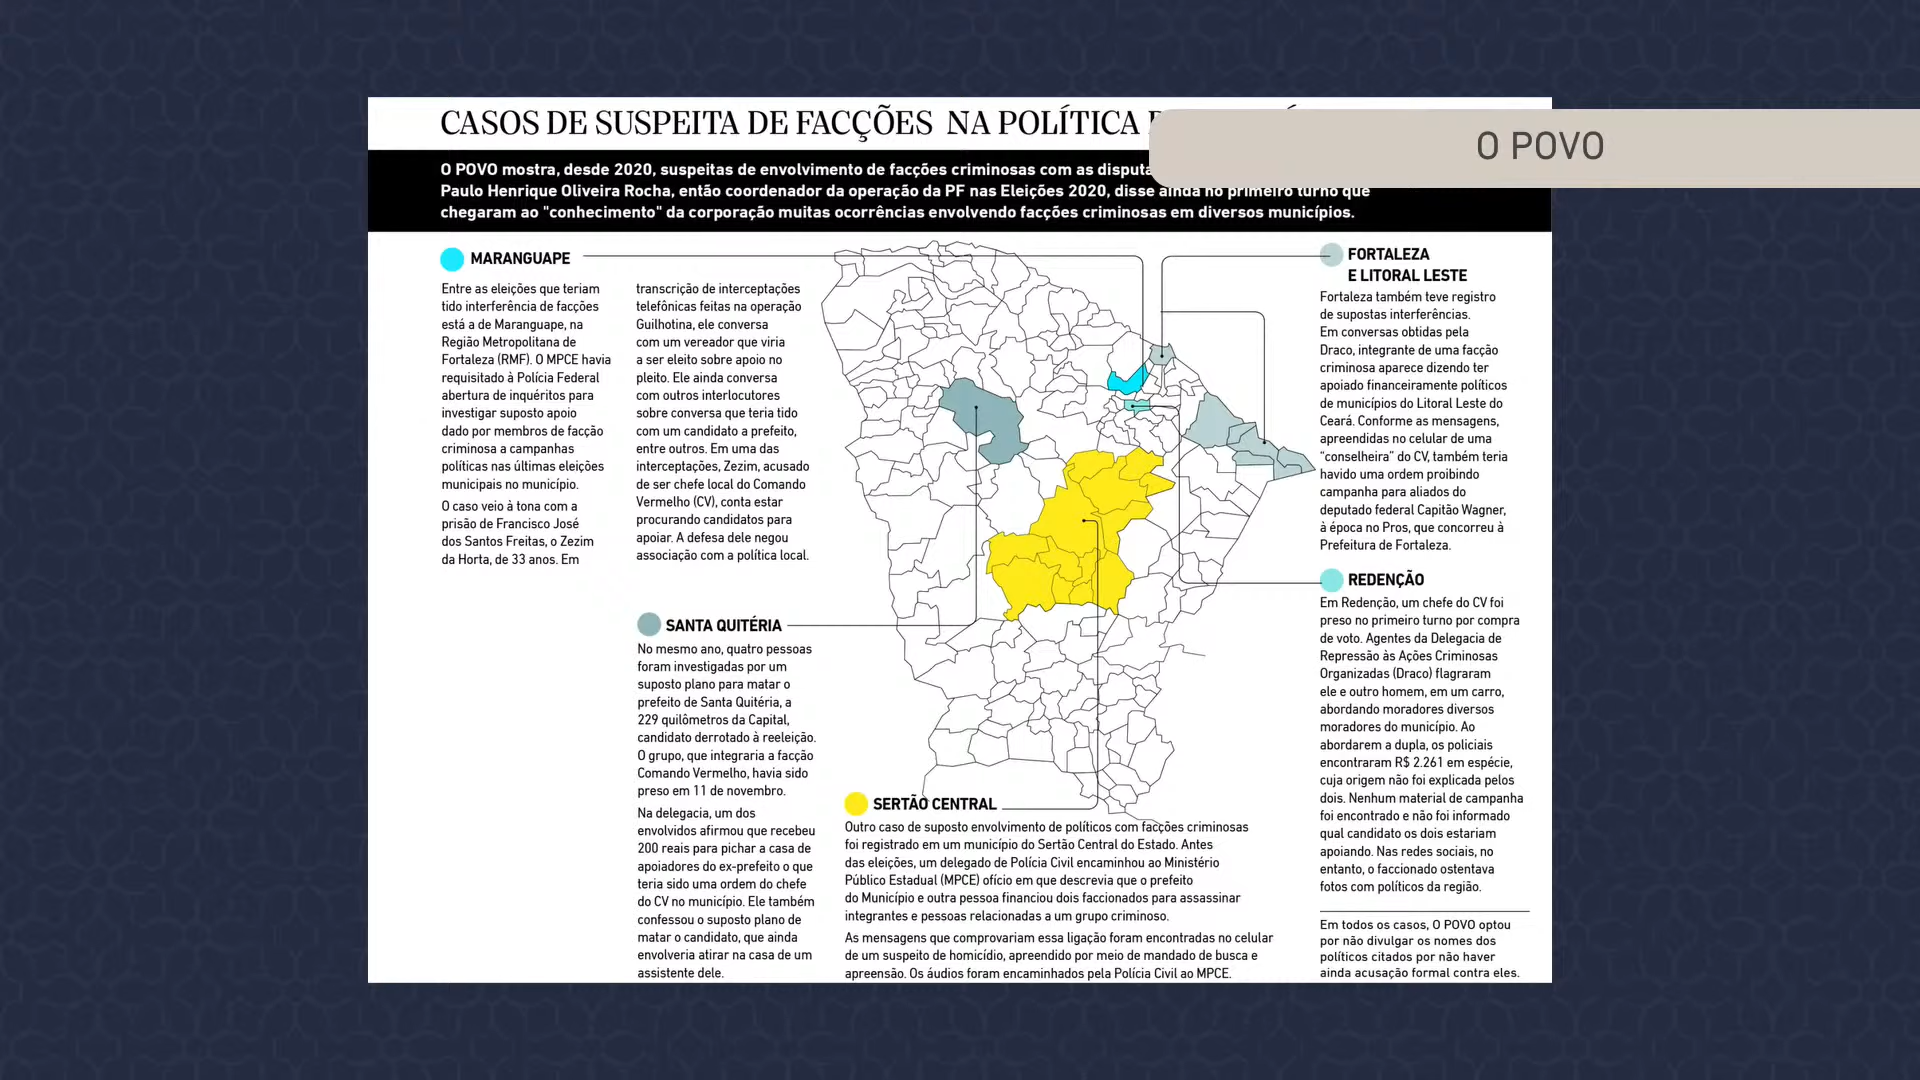 CASOS DE SUSPEITA DE FACÇÕES NA POLÍTICA
O POVO
O POVO mostra, desde 2020, suspeitas de envolvimento de facções criminosas com as
Paulo Henrique Oliveira Rocha, então coordenador da operação da PF nas Eleições 2020, disse ainda no primeiro turno que
chegaram ao "conhecimento" da corporação muitas ocorrências envolvendo facções criminosas em diversos municípios.
MARANGUAPE
Entre as eleições que teriam
tido interferência de facções
está a de Maranguape, na
Região Metropolitana de
Fortaleza (RMF). O MPCE havia
requisitado à Polícia Federal
abertura de inquéritos para
investigar suposto apoio
dado por membros de facção
criminosa a campanhas
políticas nas últimas eleições
municipais no município.
O caso veio à tona com a
prisão de Francisco José
dos Santos Freitas, o Zezim
da Horta, de 33 anos. Em
transcrição de interceptações
telefônicas feitas na operação
Guilhotina, ele conversa
com um vereador que viria
a ser eleito sobre apoio no
pleito. Ele ainda conversa
com outros interlocutores
sobre conversa que teria tido
com um candidato a prefeito,
entre outros. Em uma das
interceptações, Zezim, acusado
de ser chefe local do Comando
Vermelho (CV), conta estar
procurando candidatos para
apoiar. A defesa dele negou
associação com a política local.
SANTA QUITÉRIA
No mesmo ano, quatro pessoas
foram investigadas por um
suposto plano para matar o
prefeito de Santa Quitéria, a
229 quilômetros da Capital,
candidato derrotado à reeleição.
O grupo, que integraria a facção
Comando Vermelho, havia sido
preso em 11 de novembro.
Na delegacia, um dos
envolvidos afirmou que recebeu
200 reais para pichar a casa de
apoiadores do ex-prefeito o que
teria sido uma ordem do chefe
do CV no município. Ele também
confessou o suposto plano de
matar o candidato, que ainda
envolveria atirar na casa de um
assistente dele.
SERTÃO CENTRAL
Outro caso de suposto envolvimento de políticos com facções criminosas
foi registrado em um município do Sertão Central do Estado. Antes
das eleições, um delegado de Polícia Civil encaminhou ao Ministério
Público Estadual (MPCE) ofício em que descrevia que o prefeito
do Município e outra pessoa financiou dois faccionados para assassinar
integrantes e pessoas relacionadas a um grupo criminoso.
As mensagens que comprovariam essa ligação foram encontradas no celular
de um suspeito de homicídio, apreendido por meio de mandado de busca e
apreensão. Os áudios foram encaminhados pela Polícia Civil ao MPCE.
FORTALEZA
E LITORAL LESTE
Fortaleza também teve registro
de supostas interferências.
Em conversas obtidas pela
Draco, integrante de uma facção
criminosa aparece dizendo ter
apoiado financeiramente políticos
de municípios do Litoral Leste do
Ceará. Conforme as mensagens,
apreendidas no celular de uma
“conselheira” do CV, também teria
havido uma ordem proibindo
campanha para aliados do
deputado federal Capitão Wagner,
à época no Pros, que concorreu à
Prefeitura de Fortaleza.
REDENÇÃO
Em Redenção, um chefe do CV foi
preso no primeiro turno por compra
de voto. Agentes da Delegacia de
Repressão às Ações Criminosas
Organizadas (Draco) flagraram
ele e outro homem, em um carro,
abordando moradores diversos
moradores do município. Ao
abordarem a dupla, os policiais
encontraram R$ 2.261 em espécie,
cuja origem não foi explicada pelos
dois. Nenhum material de campanha
foi encontrado e não foi informado
qual candidato os dois estariam
apoiando. Nas redes sociais, no
entanto, o faccionado ostentava
fotos com políticos da região.
Em todos os casos, O POVO optou
por não divulgar os nomes dos
políticos citados por não haver
ainda acusação formal contra eles.